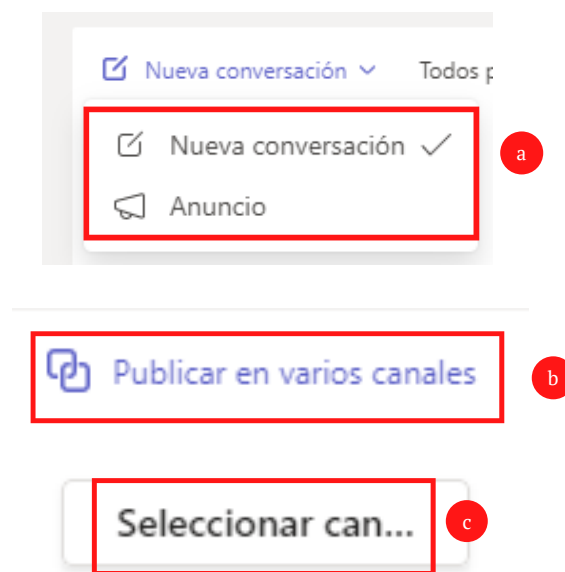 Nueva conversación Todos p
Nueva conversación
a
Anuncio
Publicar en varios canales
b
Seleccionar can...
c